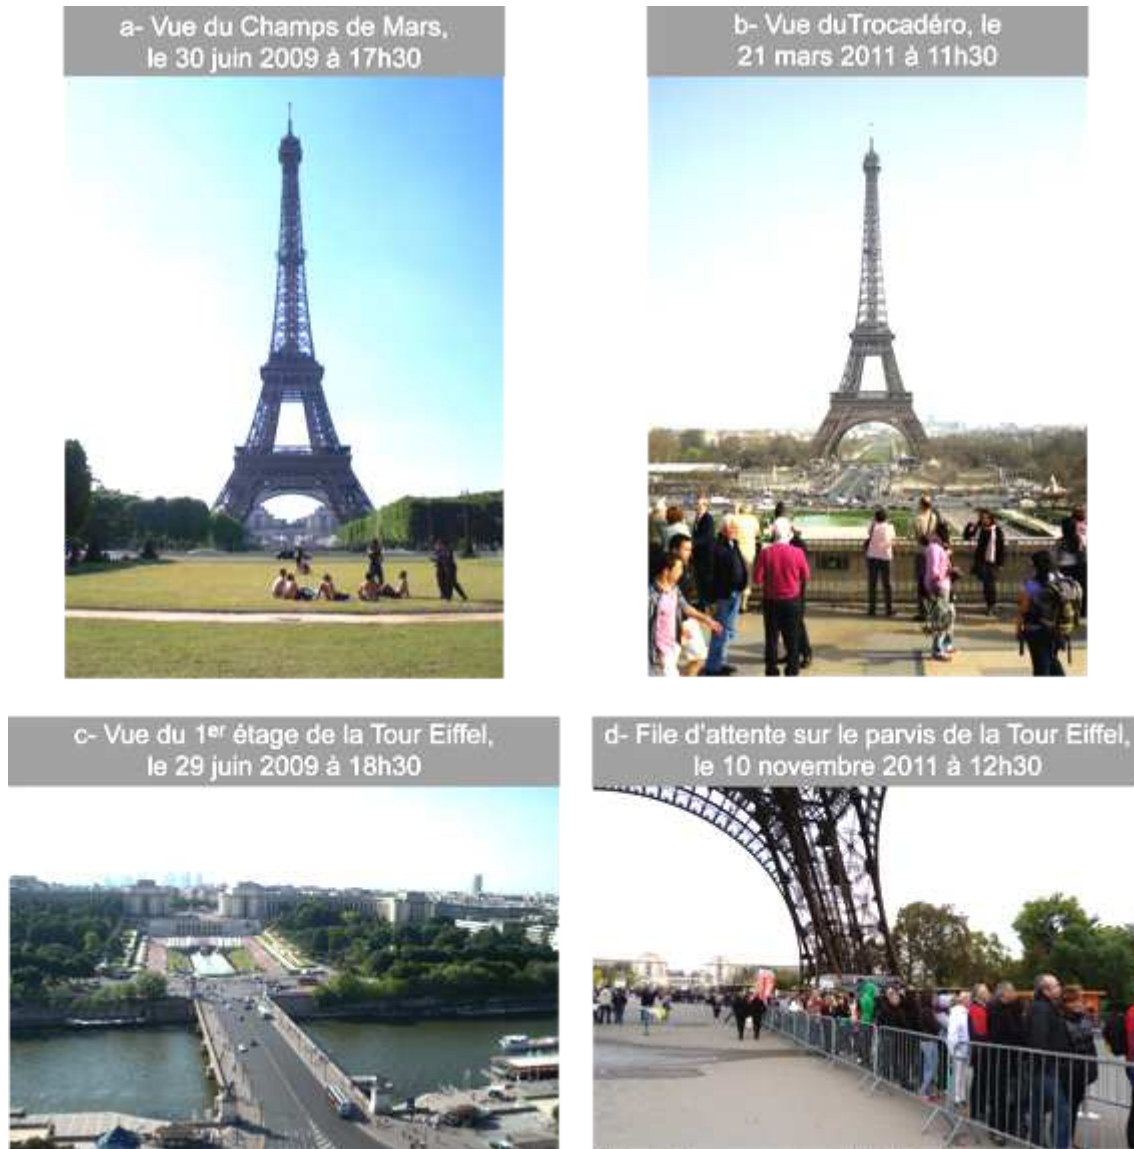 a- Vue du Champs de Mars,
le 30 juin 2009 à 17h30
b- Vue duTrocadéro, le
21 mars 2011 à 11h30
c- Vue du 1er étage de la Tour Eiffel,
le 29 juin 2009 à 18h30
d- File d'attente sur le parvis de la Tour Eiffel,
le 10 novembre 2011 à 12h30